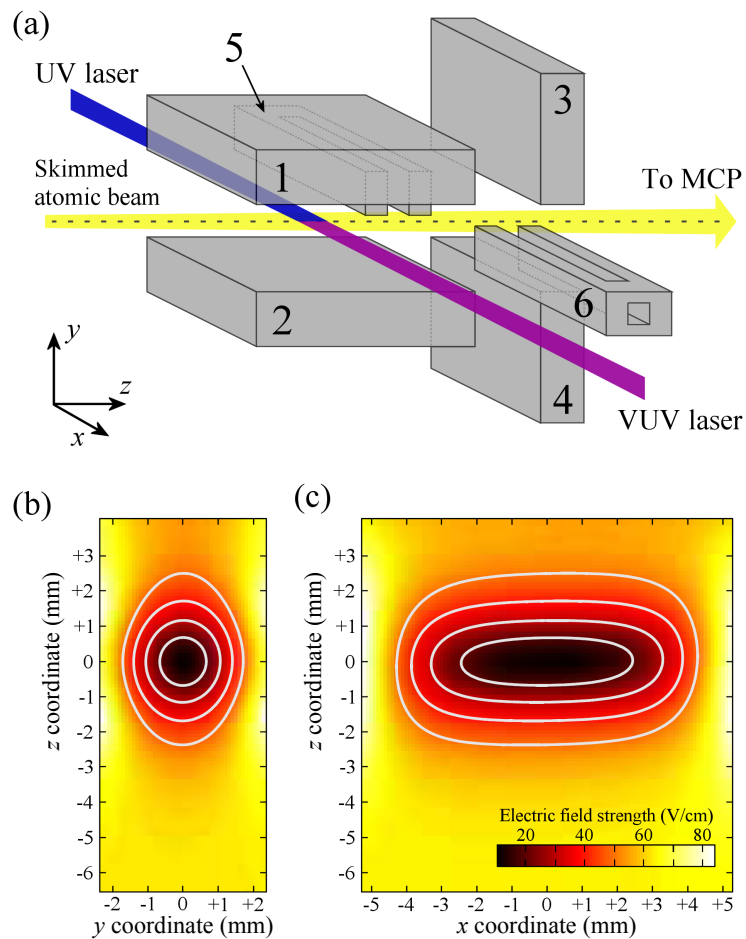 (a)
UV laser
5
3
1
Skimmed
atomic beam
To MCP
2
6
4
y
z
x
VUV laser
(b)
(c)
+3
+2
+1
0
-1
-2
-3
-4
-5
-6
z coordinate (mm)
-2 -1 0 +1 +2
y coordinate (mm)
+3
+2
+1
0
-1
-2
-3
-4
-5
-6
z coordinate (mm)
Electric field strength (V/cm)
20 40 60 80
-5 -4 -3 -2 -1 0 +1 +2 +3 +4 +5
x coordinate (mm)